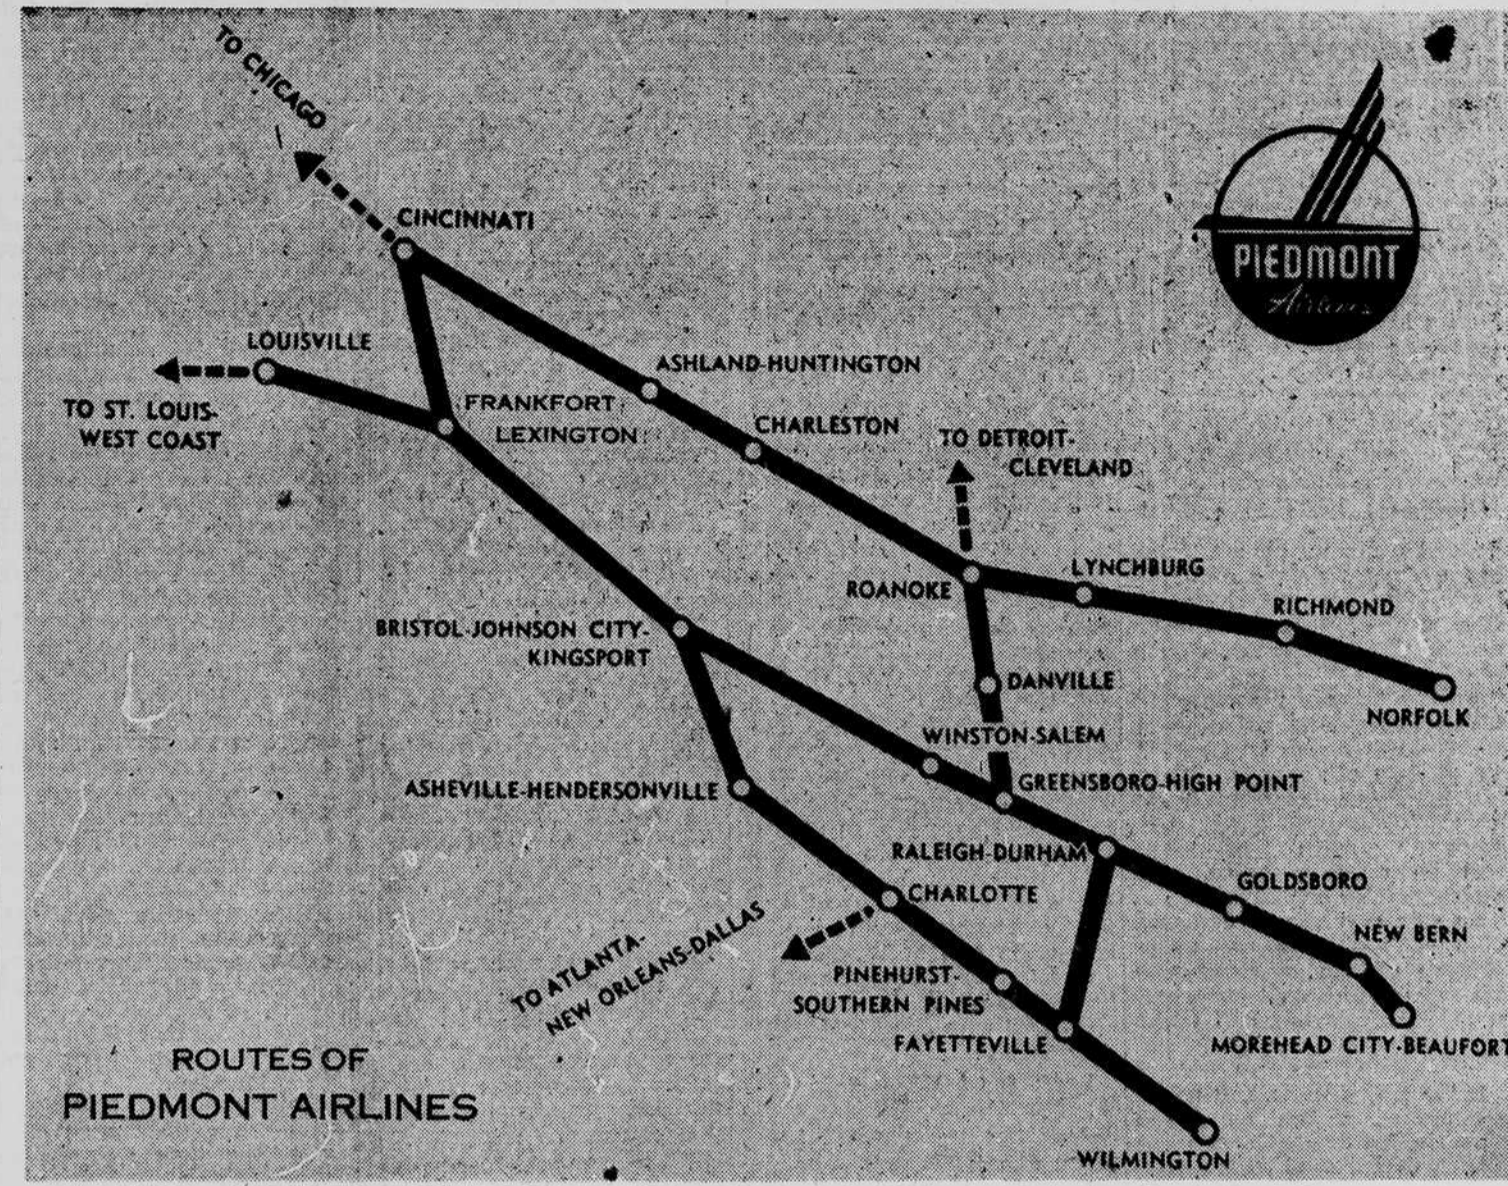 TO CHICAGO
CINCINNATI
PIEDMONT
Airlines
LOUISVILLE
ASHLAND-HUNTINGTON
TO ST. LOUIS-
WEST COAST
FRANKFORT
LEXINGTON
CHARLESTON
TO DETROIT-
CLEVELAND
ROANOKE
LYNCHBURG
RICHMOND
BRISTOL-JOHNSON CITY-
KINGSPORT
DANVILLE
NORFOLK
WINSTON-SALEM
ASHEVILLE-HENDERSONVILLE
GREENSBORO-HIGH POINT
RALEIGH-DURHAM
CHARLOTTE
GOLDSBORO
NEW BERN
TO ATLANTA-
NEW ORLEANS-DALLAS
PINEHURST-
SOUTHERN PINES
FAYETTEVILLE
MOREHEAD CITY-BEAUFORT
ROUTES OF
PIEDMONT AIRLINES
WILMINGTON